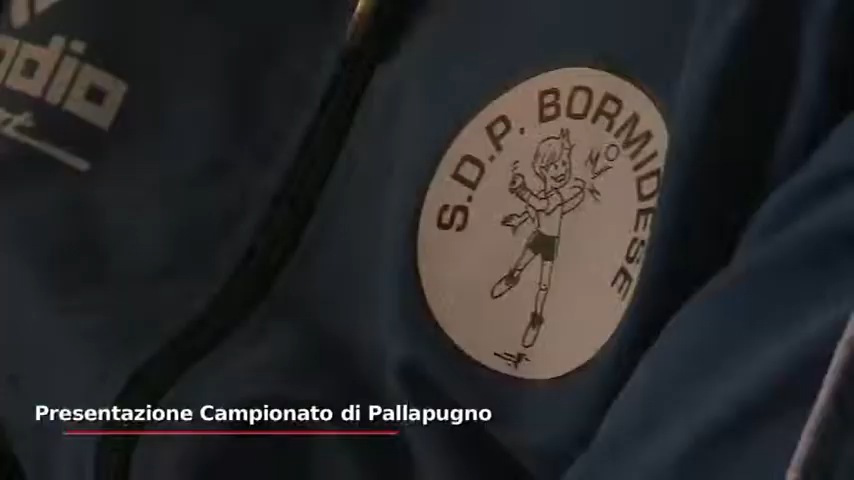 S.D.P. BORMIDESE
Presentazione Campionato di Pallapugno